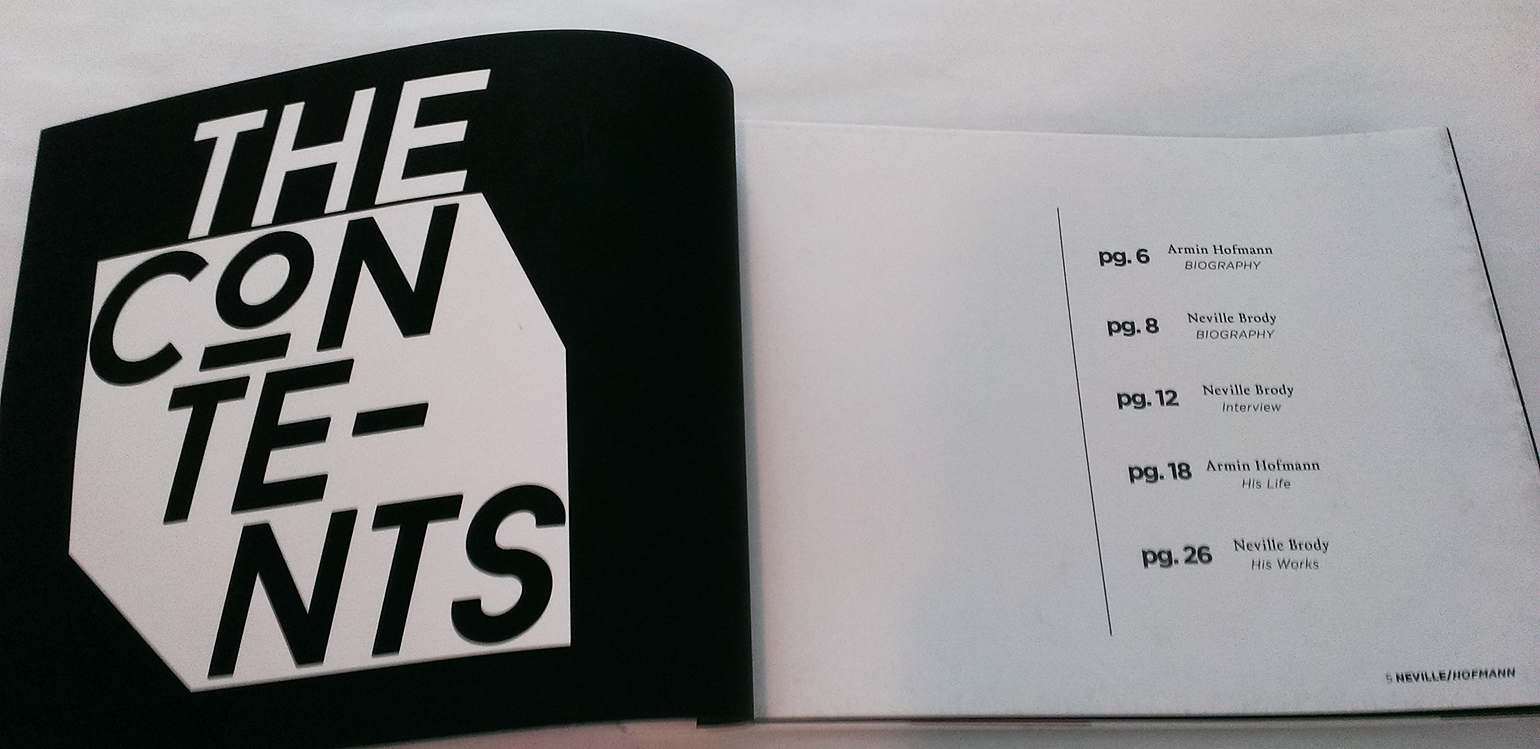 THE
CON
TE-
NTS
pg. 6 Armin Hofmann
BIOGRAPHY
pg. 8 Neville Brody
BIOGRAPHY
pg. 12 Neville Brody
Interview
pg. 18 Armin Hofmann
His Life
pg. 26 Neville Brody
His Works
5 NEVILLE/HOFMANN